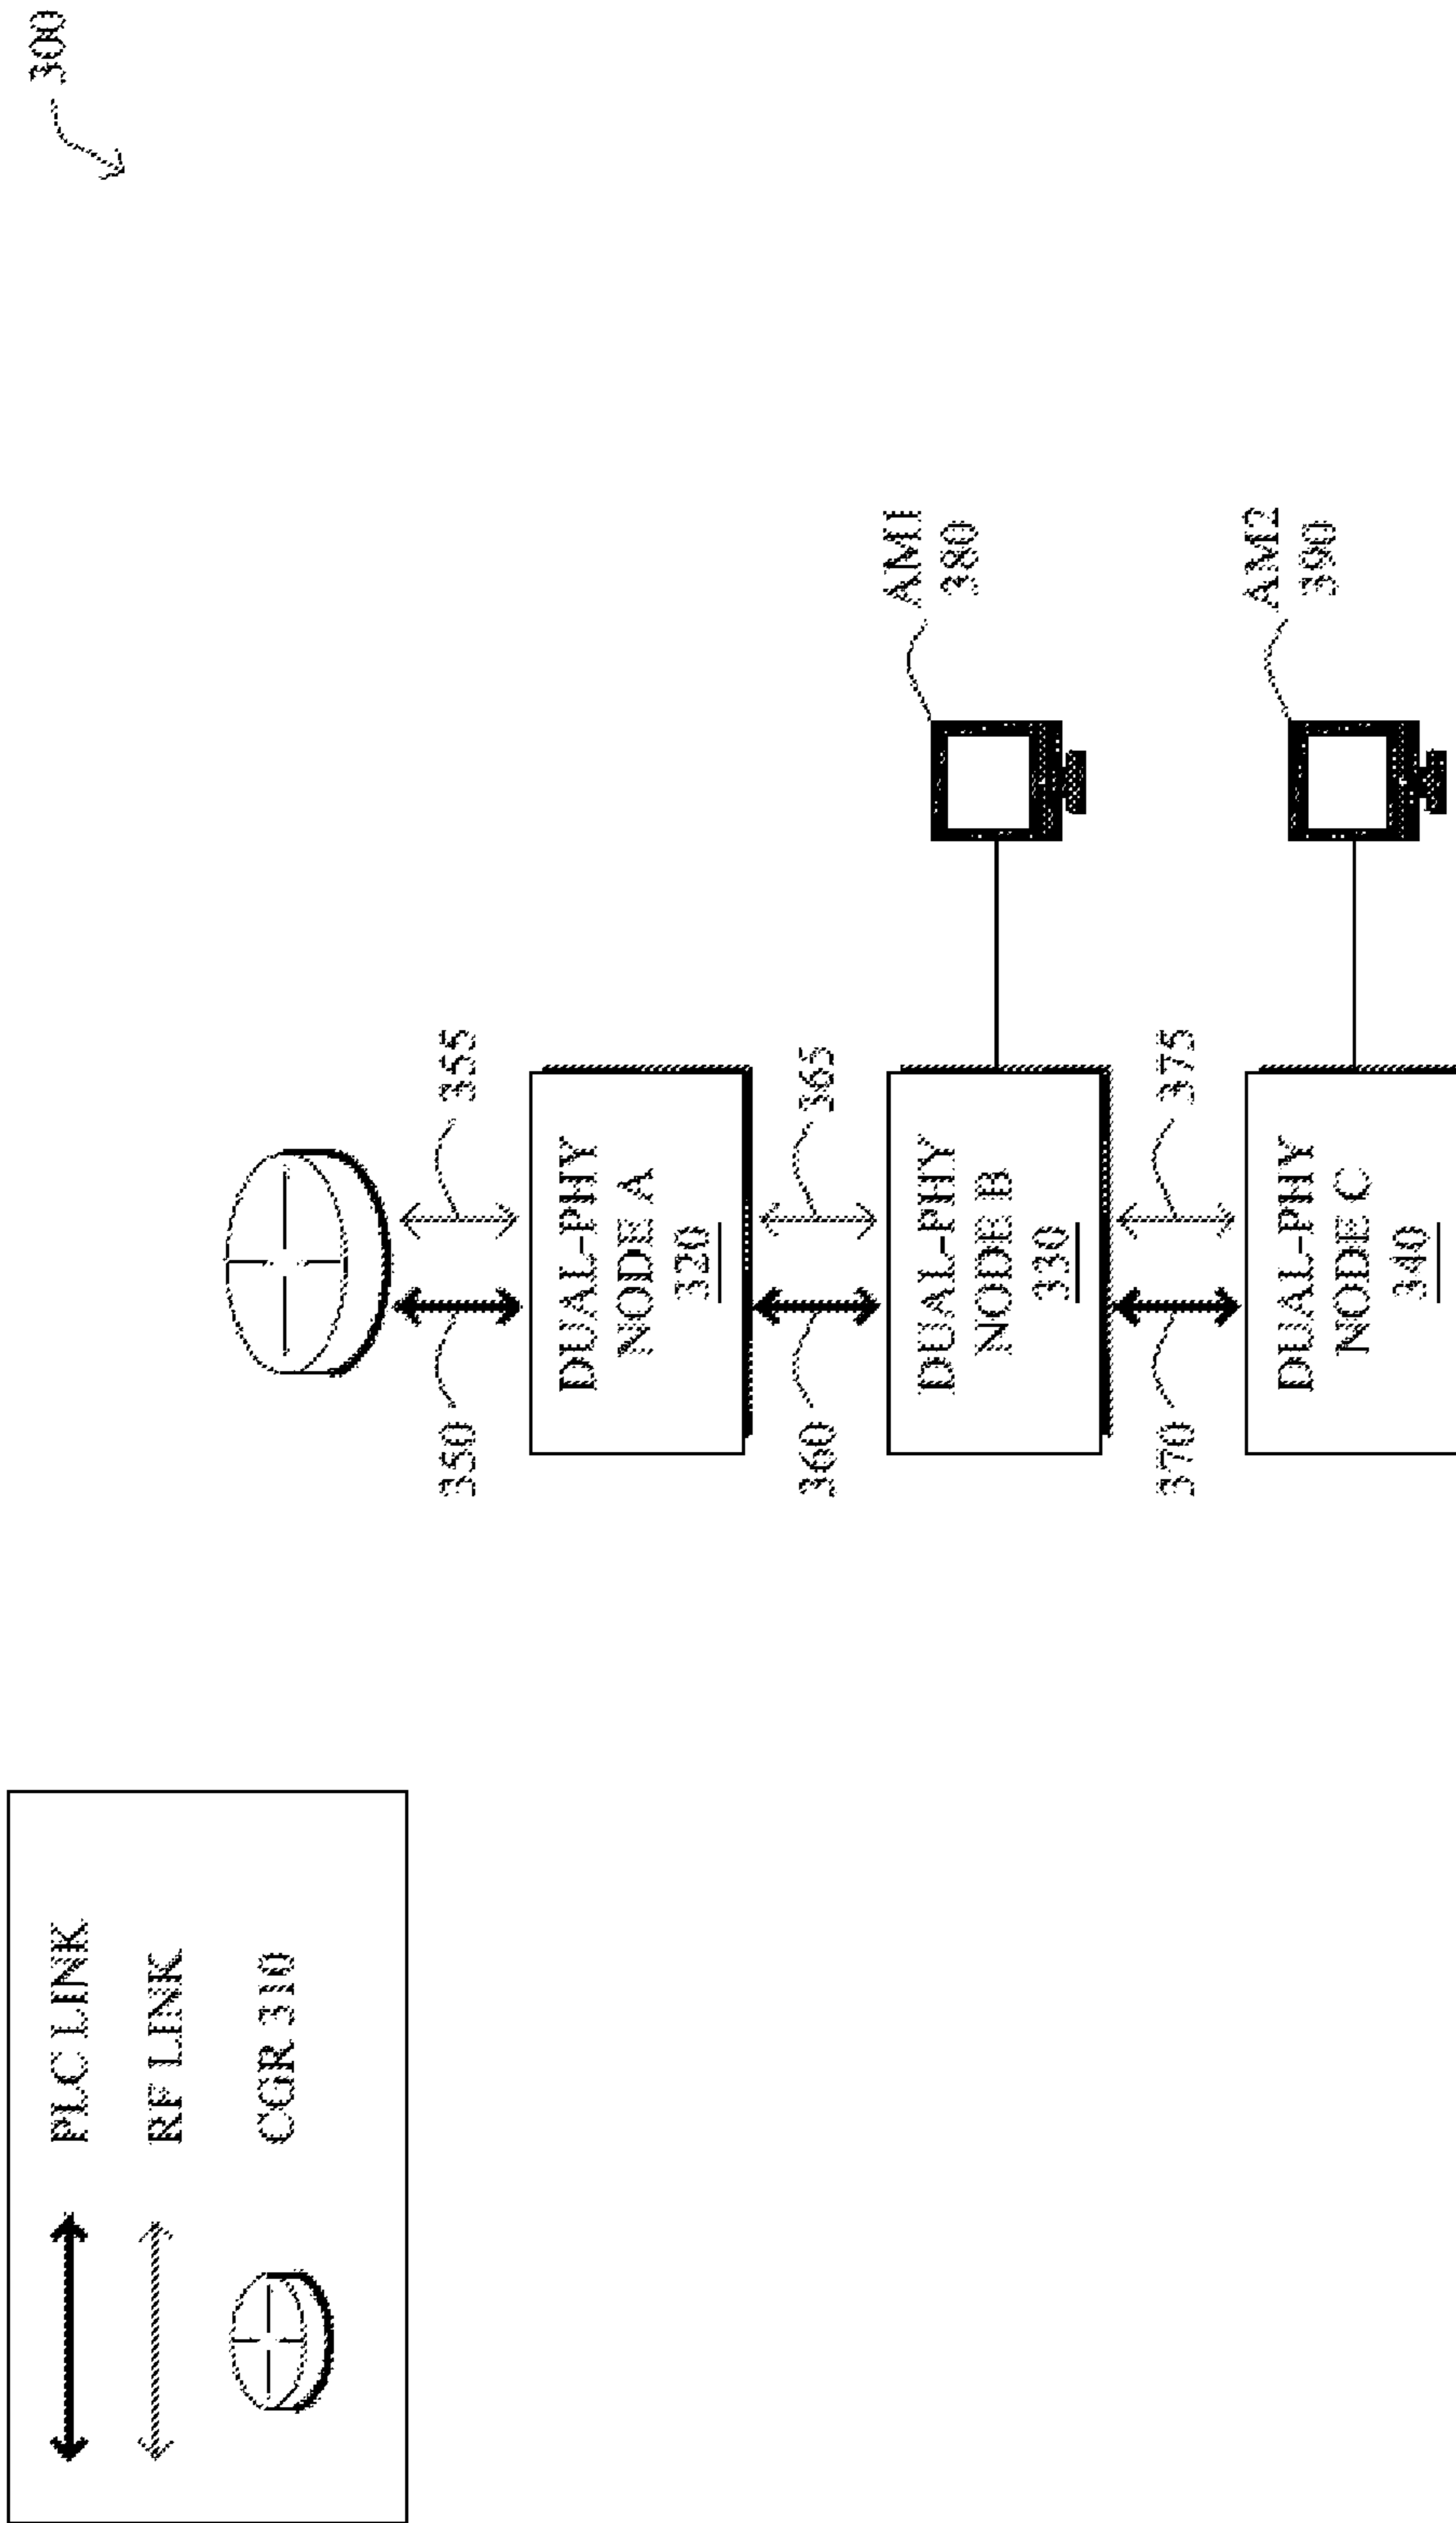 300
PLC LINK
RF LINK
CGR 310
350
355
DUAL-PHY
NODE A
320
360
365
DUAL-PHY
NODE B
330
AM1
380
370
375
DUAL-PHY
NODE C
340
AM2
390